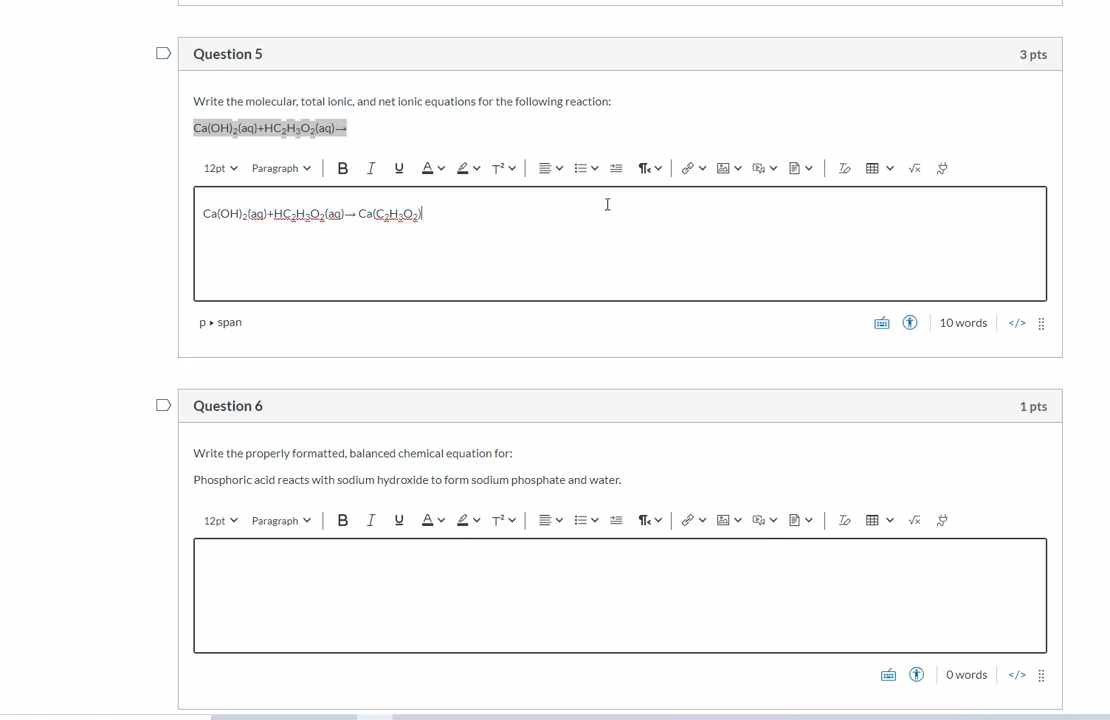 Question 5
3 pts
Write the molecular, total ionic, and net ionic equations for the following reaction:
Ca(OH)₂(aq)+HC₂H₃O₂(aq)→
12pt Paragraph B I U A T²
Ca(OH)₂(aq)+HC₂H₃O₂(aq)→ Ca(C₂H₃O₂)
p ▸ span
10 words </>
Question 6
1 pts
Write the properly formatted, balanced chemical equation for:
Phosphoric acid reacts with sodium hydroxide to form sodium phosphate and water.
12pt Paragraph B I U A T²
0 words </>